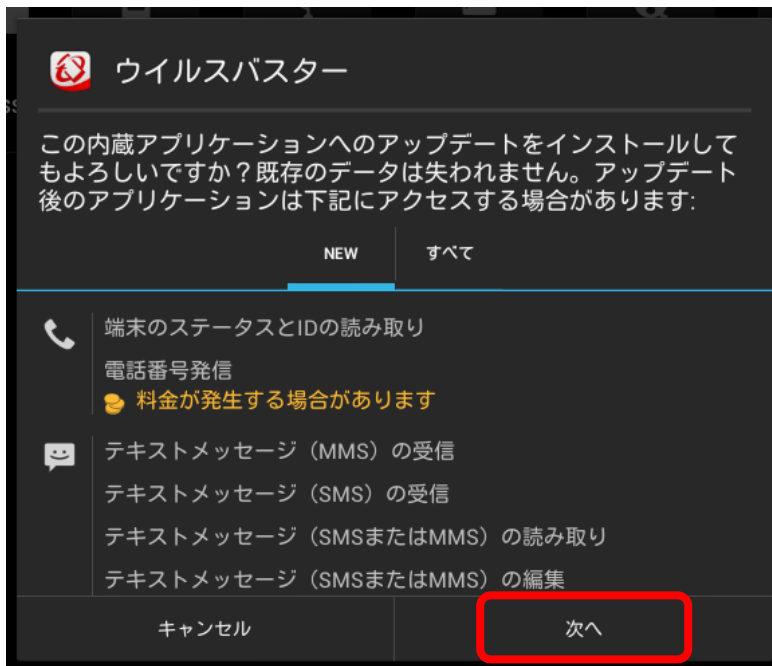 ウイルスバスター
この内蔵アプリケーションへのアップデートをインストールして
もよろしいですか？既存のデータは失われません。アップデート
後のアプリケーションは下記にアクセスする場合があります:
NEW
すべて
端末のステータスとIDの読み取り
電話番号発信
料金が発生する場合があります
テキストメッセージ（MMS）の受信
テキストメッセージ（SMS）の受信
テキストメッセージ（SMSまたはMMS）の読み取り
テキストメッセージ（SMSまたはMMS）の編集
キャンセル
次へ